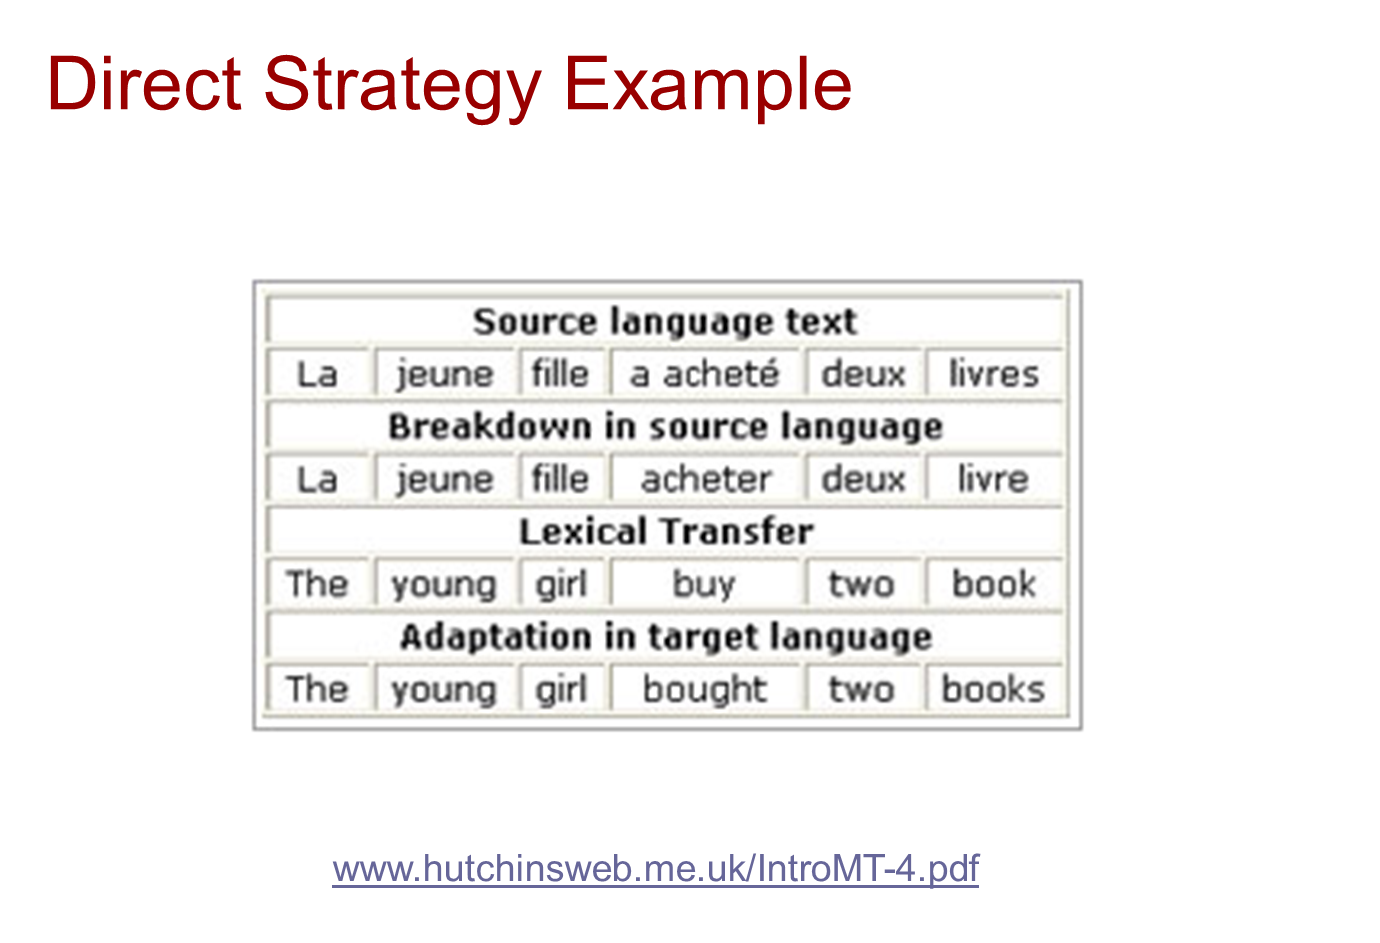 Direct Strategy Example
Source language text
La jeune fille a acheté deux livres
Breakdown in source language
La jeune fille acheter deux livre
Lexical Transfer
The young girl buy two book
Adaptation in target language
The young girl bought two books
www.hutchinsweb.me.uk/IntroMT-4.pdf